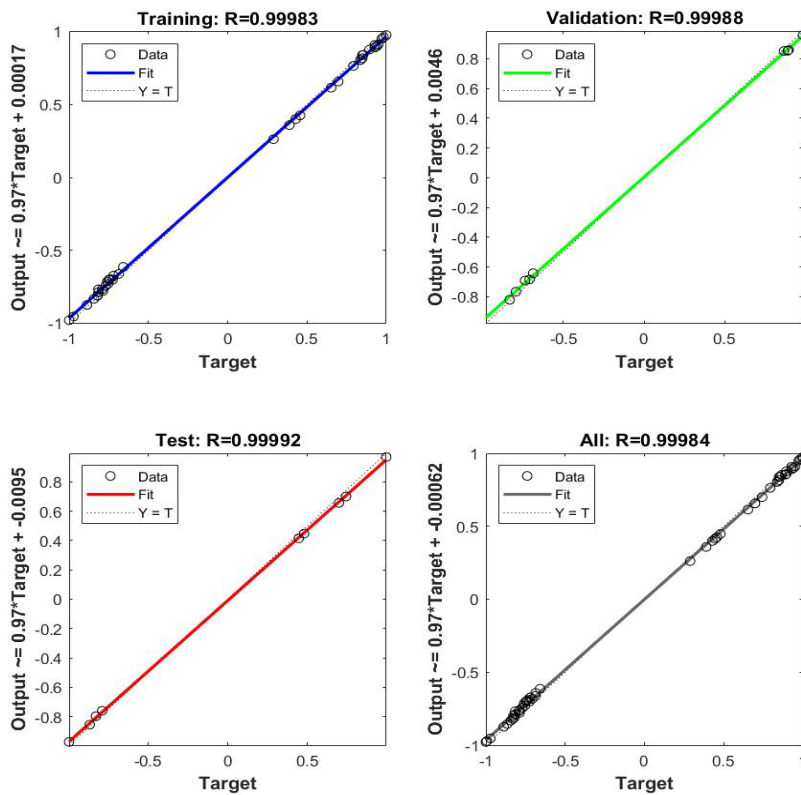 Training: R=0.99983
Output ~= 0.97*Target + 0.00017
1
0.5
0
-0.5
-1
Data
Fit
Y = T
-1
-0.5
0
0.5
1
Target
Validation: R=0.99988
Output ~= 0.97*Target + 0.0046
0.8
0.6
0.4
0.2
0
-0.2
-0.4
-0.6
-0.8
Data
Fit
Y = T
-0.5
0
0.5
Target
Test: R=0.99992
Output ~= 0.97*Target + -0.0095
0.8
0.6
0.4
0.2
0
-0.2
-0.4
-0.6
-0.8
Data
Fit
Y = T
-0.5
0
0.5
Target
All: R=0.99984
Output ~= 0.97*Target + -0.00062
1
0.5
0
-0.5
-1
Data
Fit
Y = T
-1
-0.5
0
0.5
Target